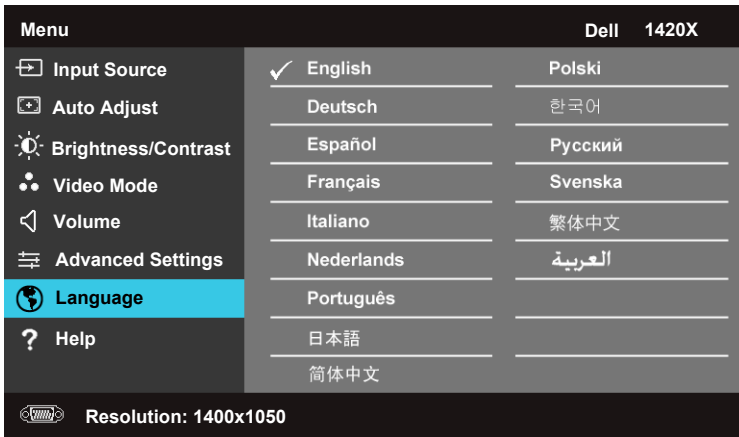 Menu
Dell 1420X
Input Source
Auto Adjust
Brightness/Contrast
Video Mode
Volume
Advanced Settings
Language
Help
English
Deutsch
Español
Français
Italiano
Nederlands
Português
日本語
简体中文
Polski
한국어
Русский
Svenska
繁体中文
العربية
Resolution: 1400x1050